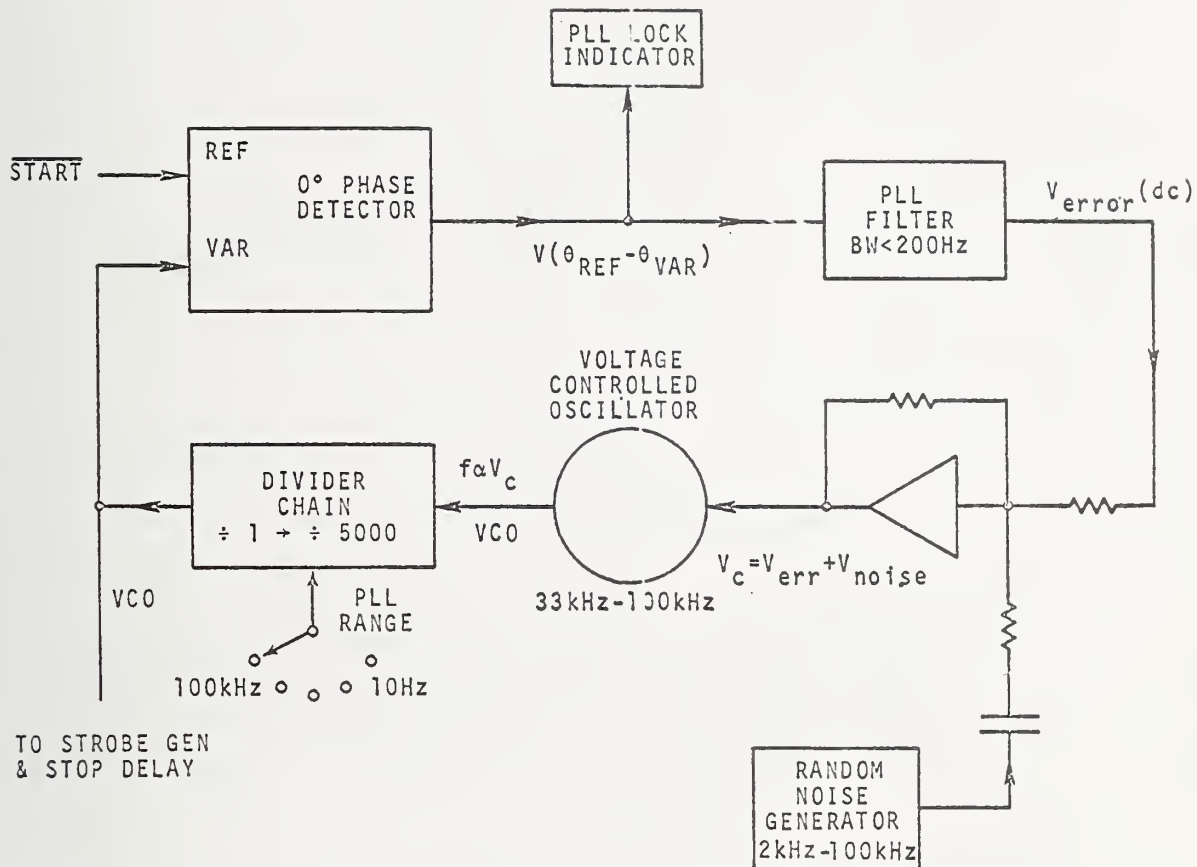 PLL LOCK
INDICATOR
START
REF
0° PHASE
DETECTOR
VAR
V(θREF-θVAR)
PLL
FILTER
BW<200Hz
Verror(dc)
VOLTAGE
CONTROLLED
OSCILLATOR
33kHz-100kHz
DIVIDER
CHAIN
÷ 1 → ÷ 5000
fαVc
VCO
Vc=Verr+Vnoise
VCO
PLL
RANGE
100kHz
10Hz
TO STROBE GEN
& STOP DELAY
RANDOM
NOISE
GENERATOR
2kHz-100kHz